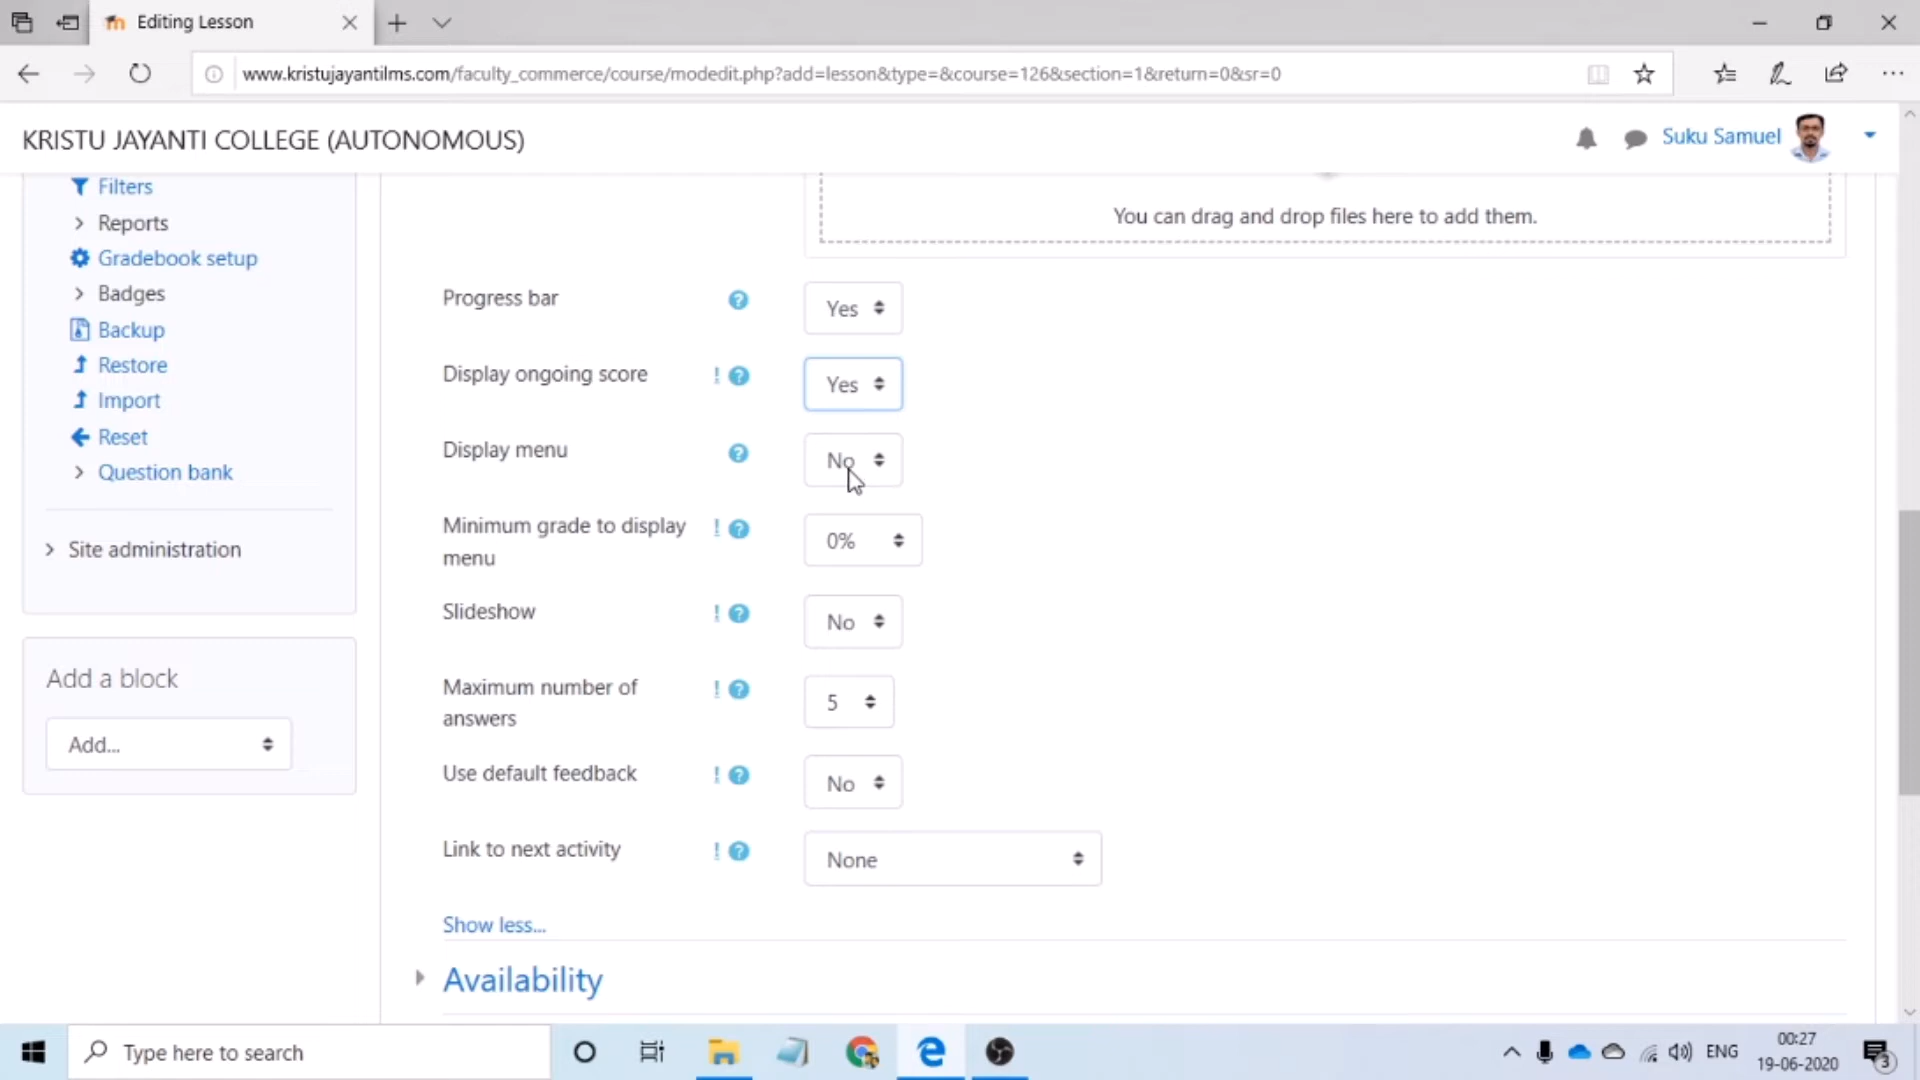 Editing Lesson
www.kristujayantilms.com/faculty_commerce/course/modedit.php?add=lesson&type=&course=126&section=1&return=0&sr=0
KRISTU JAYANTI COLLEGE (AUTONOMOUS)
Suku Samuel
Filters
Reports
Gradebook setup
Badges
Backup
Restore
Import
Reset
Question bank
Site administration
Add a block
Add...
You can drag and drop files here to add them.
Progress bar
Yes
Display ongoing score
Yes
Display menu
No
Minimum grade to display
menu
0%
Slideshow
No
Maximum number of
answers
5
Use default feedback
No
Link to next activity
None
Show less...
Availability
Type here to search
ENG
00:27
19-06-2020
3